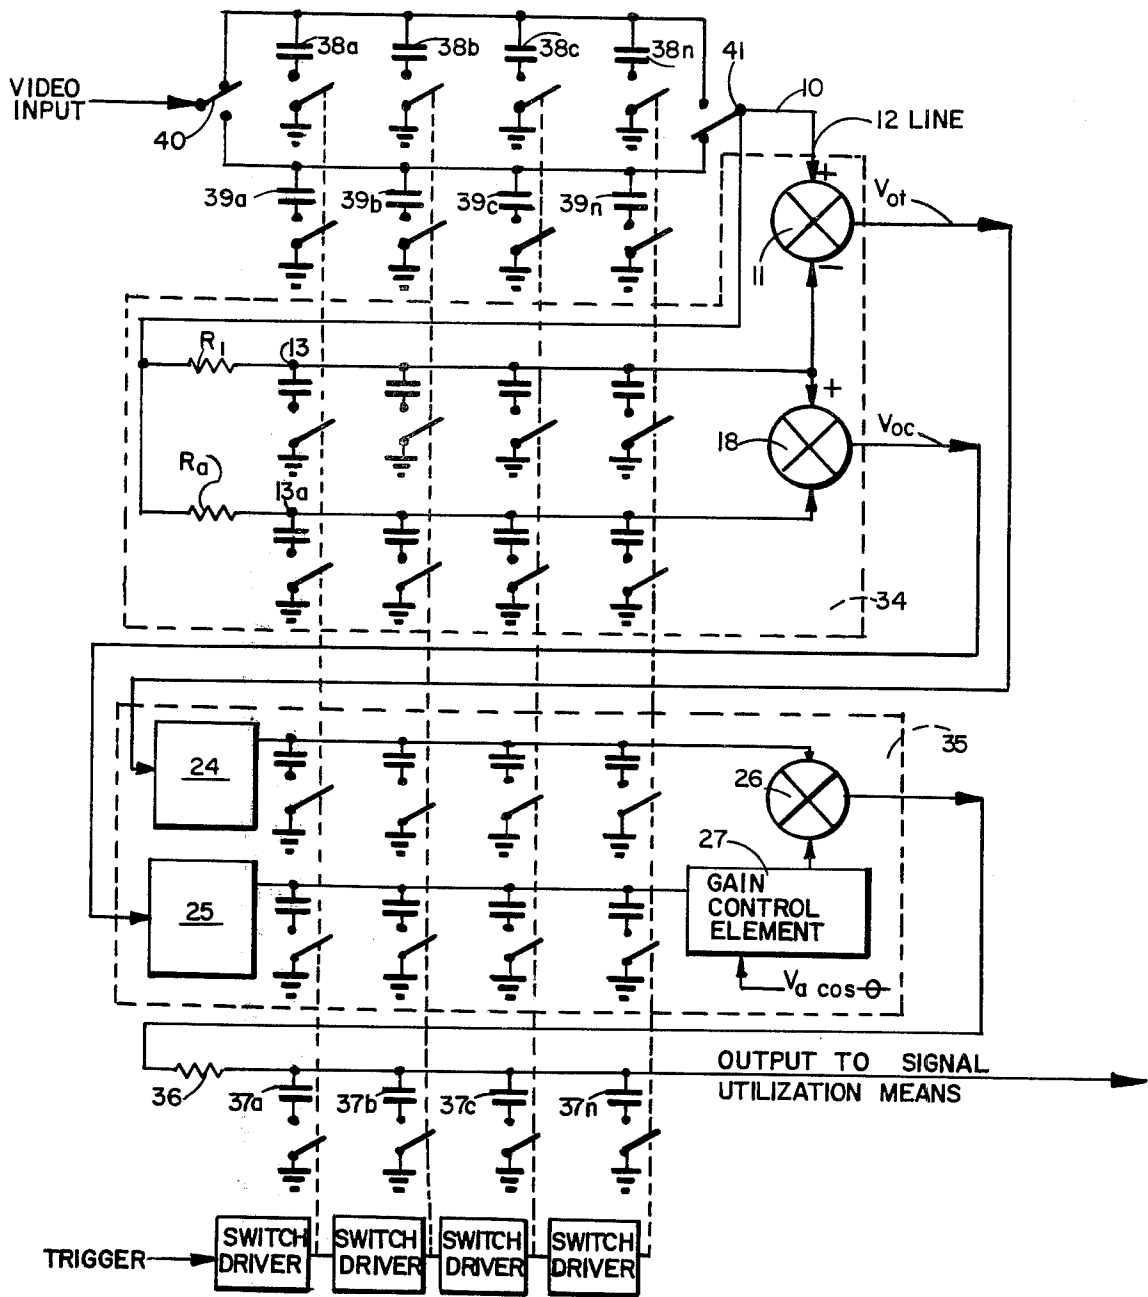 38a
38b
38c
38n
41
10
VIDEO
INPUT
40
12 LINE
39a
39b
39c
39n
+
Vot
11
−
R1
13
+
18
Voc
Ra
13a
34
35
24
26
27
25
GAIN
CONTROL
ELEMENT
Va cos θ
36
37a
37b
37c
37n
OUTPUT TO SIGNAL
UTILIZATION MEANS
TRIGGER
SWITCH
DRIVER
SWITCH
DRIVER
SWITCH
DRIVER
SWITCH
DRIVER